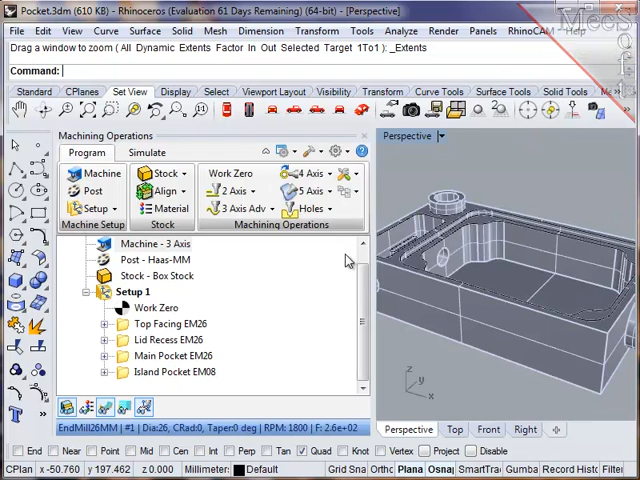 Pocket.3dm (610 KB) - Rhinoceros (Evaluation 61 Days Remaining) (64-bit) - [Perspective]
File Edit View Curve Surface Solid Mesh Dimension Transform Tools Analyze Render Panels RhinoCAM Help
Drag a window to zoom ( All Dynamic Extents Factor In Out Selected Target 1To1 ): _Extents
Command:
Standard CPlanes Set View Display Select Viewport Layout Visibility Transform Curve Tools Surface Tools Solid Tools
Machining Operations
Program Simulate
Machine Stock Work Zero 4 Axis
Post Align 2 Axis 5 Axis
Setup Material 3 Axis Adv Holes
Machine Setup Stock Machining Operations
Machine - 3 Axis
Post - Haas-MM
Stock - Box Stock
Setup 1
Work Zero
Top Facing EM26
Lid Recess EM26
Main Pocket EM26
Island Pocket EM08
EndMill26MM | #1 | Dia:26, CRad:0, Taper:0 deg | RPM: 1800 | F: 2.6e+02
Perspective
z
y
x
Perspective Top Front Right
End Near Point Mid Cen Int Perp Tan Quad Knot Vertex Project Disable
CPlan x -50.760 y 197.462 z 0.000 Millimeter: Default Grid Snap Ortho Plana Osnap SmartTrac Gumba Record History
MecSoft